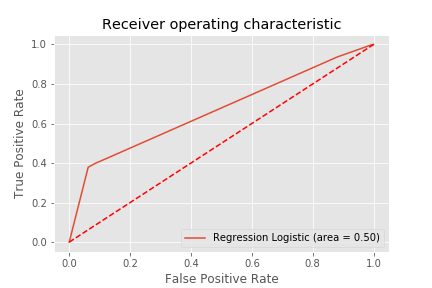 Receiver operating characteristic
True Positive Rate
1.0
0.8
0.6
0.4
0.2
0.0
Regression Logistic (area = 0.50)
0.0 0.2 0.4 0.6 0.8 1.0
False Positive Rate